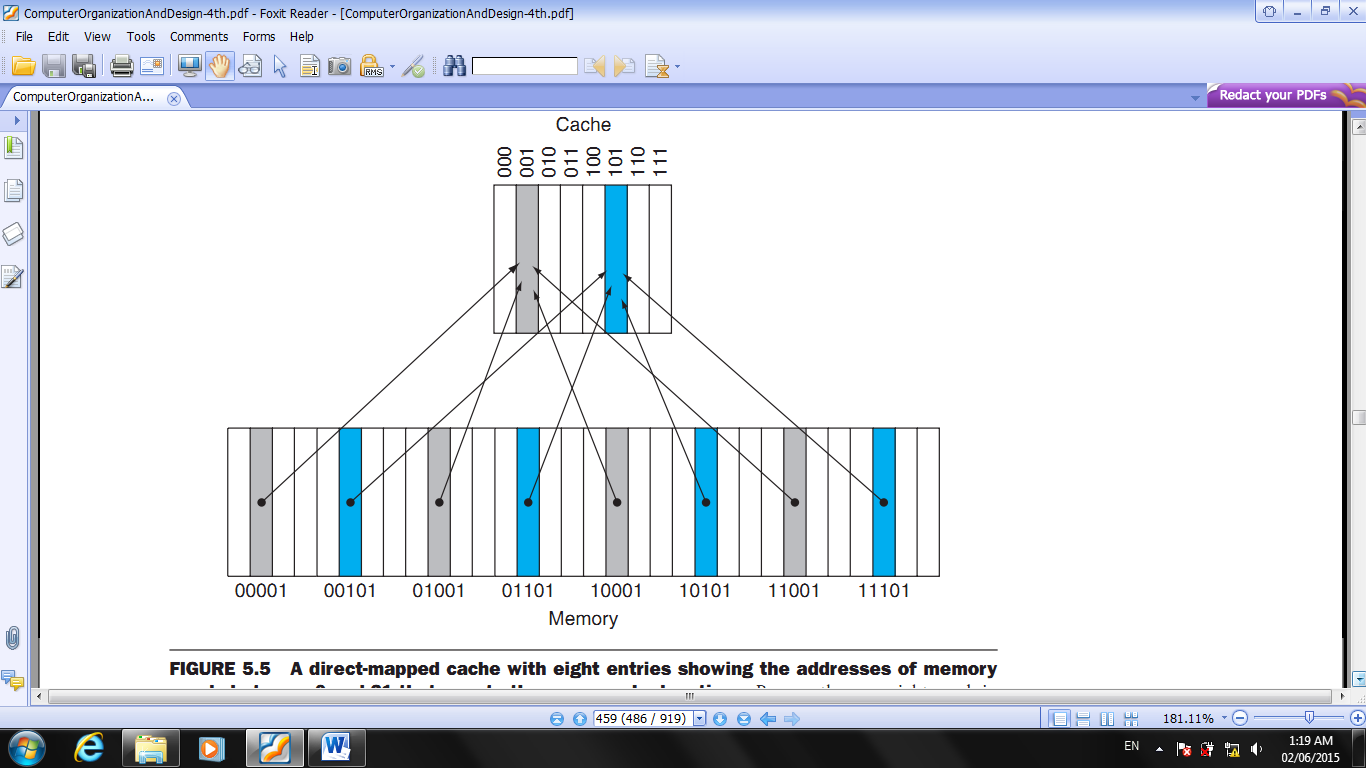 ComputerOrganizationAndDesign-4th.pdf - Foxit Reader - [ComputerOrganizationAndDesign-4th.pdf]
File Edit View Tools Comments Forms Help
RMS
ComputerOrganizationA...
Redact your PDFs
Cache
000 001 010 011 100 101 110 111
00001 00101 01001 01101 10001 10101 11001 11101
Memory
FIGURE 5.5 A direct-mapped cache with eight entries showing the addresses of memory
459 (486 / 919)
181.11%
EN
1:19 AM
02/06/2015